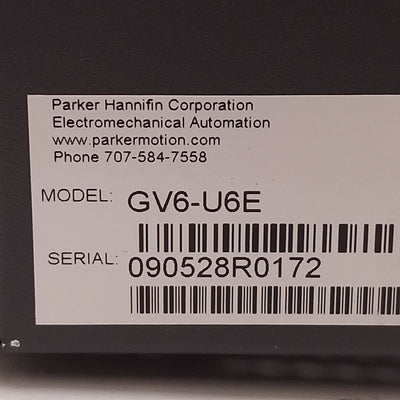 Parker Hannifin Corporation
Electromechanical Automation
www.parkermotion.com
Phone 707-584-7558
MODEL: GV6-U6E
SERIAL: 090528R0172